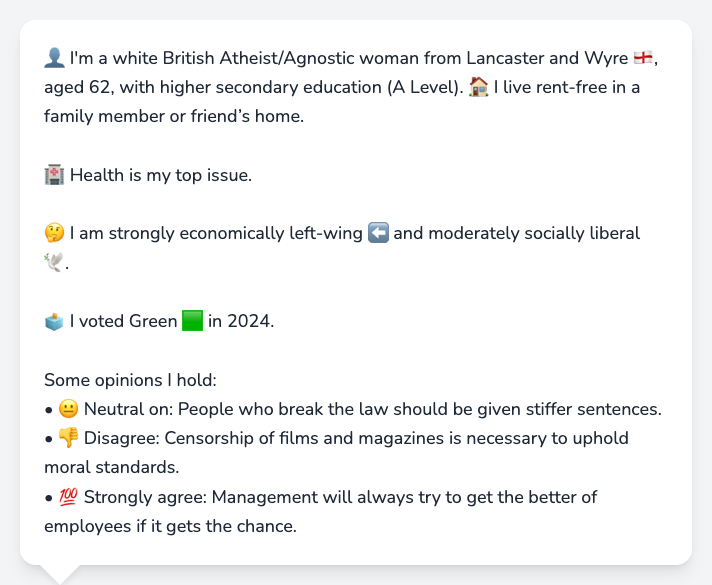 👤 I'm a white British Atheist/Agnostic woman from Lancaster and Wyre 🏴󠁧󠁢󠁥󠁮󠁧󠁿,
aged 62, with higher secondary education (A Level). 🏠 I live rent-free in a
family member or friend’s home.
🏥 Health is my top issue.
🤔 I am strongly economically left-wing ⬅️ and moderately socially liberal
🕊️.
🗳️ I voted Green 🟩 in 2024.
Some opinions I hold:
• 😐 Neutral on: People who break the law should be given stiffer sentences.
• 👎 Disagree: Censorship of films and magazines is necessary to uphold
moral standards.
• 💯 Strongly agree: Management will always try to get the better of
employees if it gets the chance.